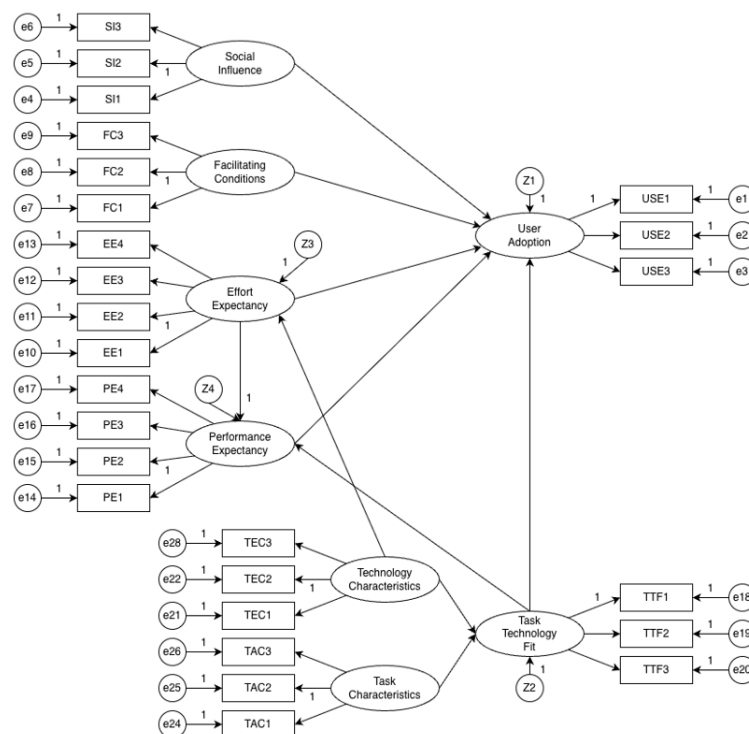 e6 1 SI3
e5 1 SI2
e4 1 SI1
1
Social
Influence
e9 1 FC3
e8 1 FC2
e7 1 FC1
1
Facilitating
Conditions
Z1
1
User
Adoption
1
USE1 1 e1
USE2 1 e2
USE3 1 e3
e13 1 EE4
e12 1 EE3
e11 1 EE2
e10 1 EE1
1
Z3
1
Effort
Expectancy
1
e17 1 PE4
e16 1 PE3
e15 1 PE2
e14 1 PE1
1
Z4
Performance
Expectancy
e28 1 TEC3
e22 1 TEC2
e21 1 TEC1
1
Technology
Characteristics
e26 1 TAC3
e25 1 TAC2
e24 1 TAC1
1
Task
Characteristics
Task
Technology
Fit
1
Z2
1
TTF1 1 e18
TTF2 1 e19
TTF3 1 e20